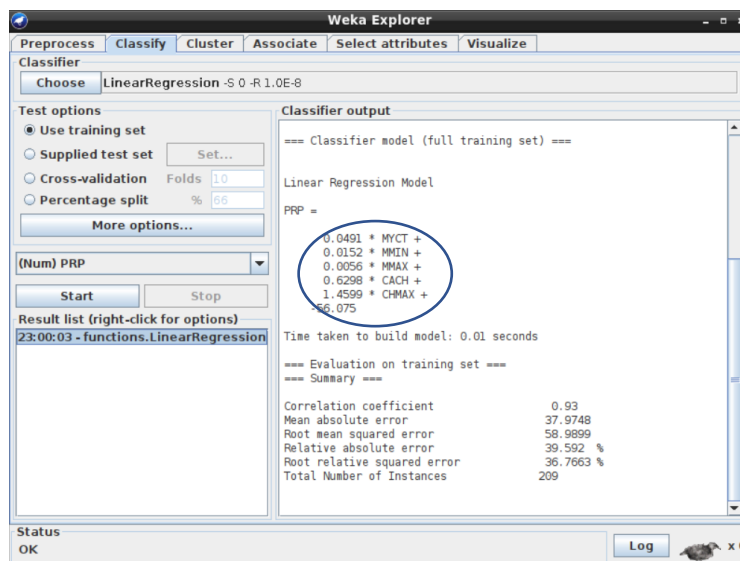 Weka Explorer
Preprocess Classify Cluster Associate Select attributes Visualize
Classifier
Choose LinearRegression -S 0 -R 1.0E-8
Test options
Use training set
Supplied test set Set...
Cross-validation Folds 10
Percentage split % 66
More options...
(Num) PRP
Start Stop
Result list (right-click for options)
23:00:03 - functions.LinearRegression
Classifier output
=== Classifier model (full training set) ===
Linear Regression Model
PRP =
0.0491 * MYCT +
0.0152 * MMIN +
0.0056 * MMAX +
0.6298 * CACH +
1.4599 * CHMAX +
-56.075
Time taken to build model: 0.01 seconds
=== Evaluation on training set ===
=== Summary ===
Correlation coefficient 0.93
Mean absolute error 37.9748
Root mean squared error 58.9899
Relative absolute error 39.592 %
Root relative squared error 36.7663 %
Total Number of Instances 209
Status
OK
Log x